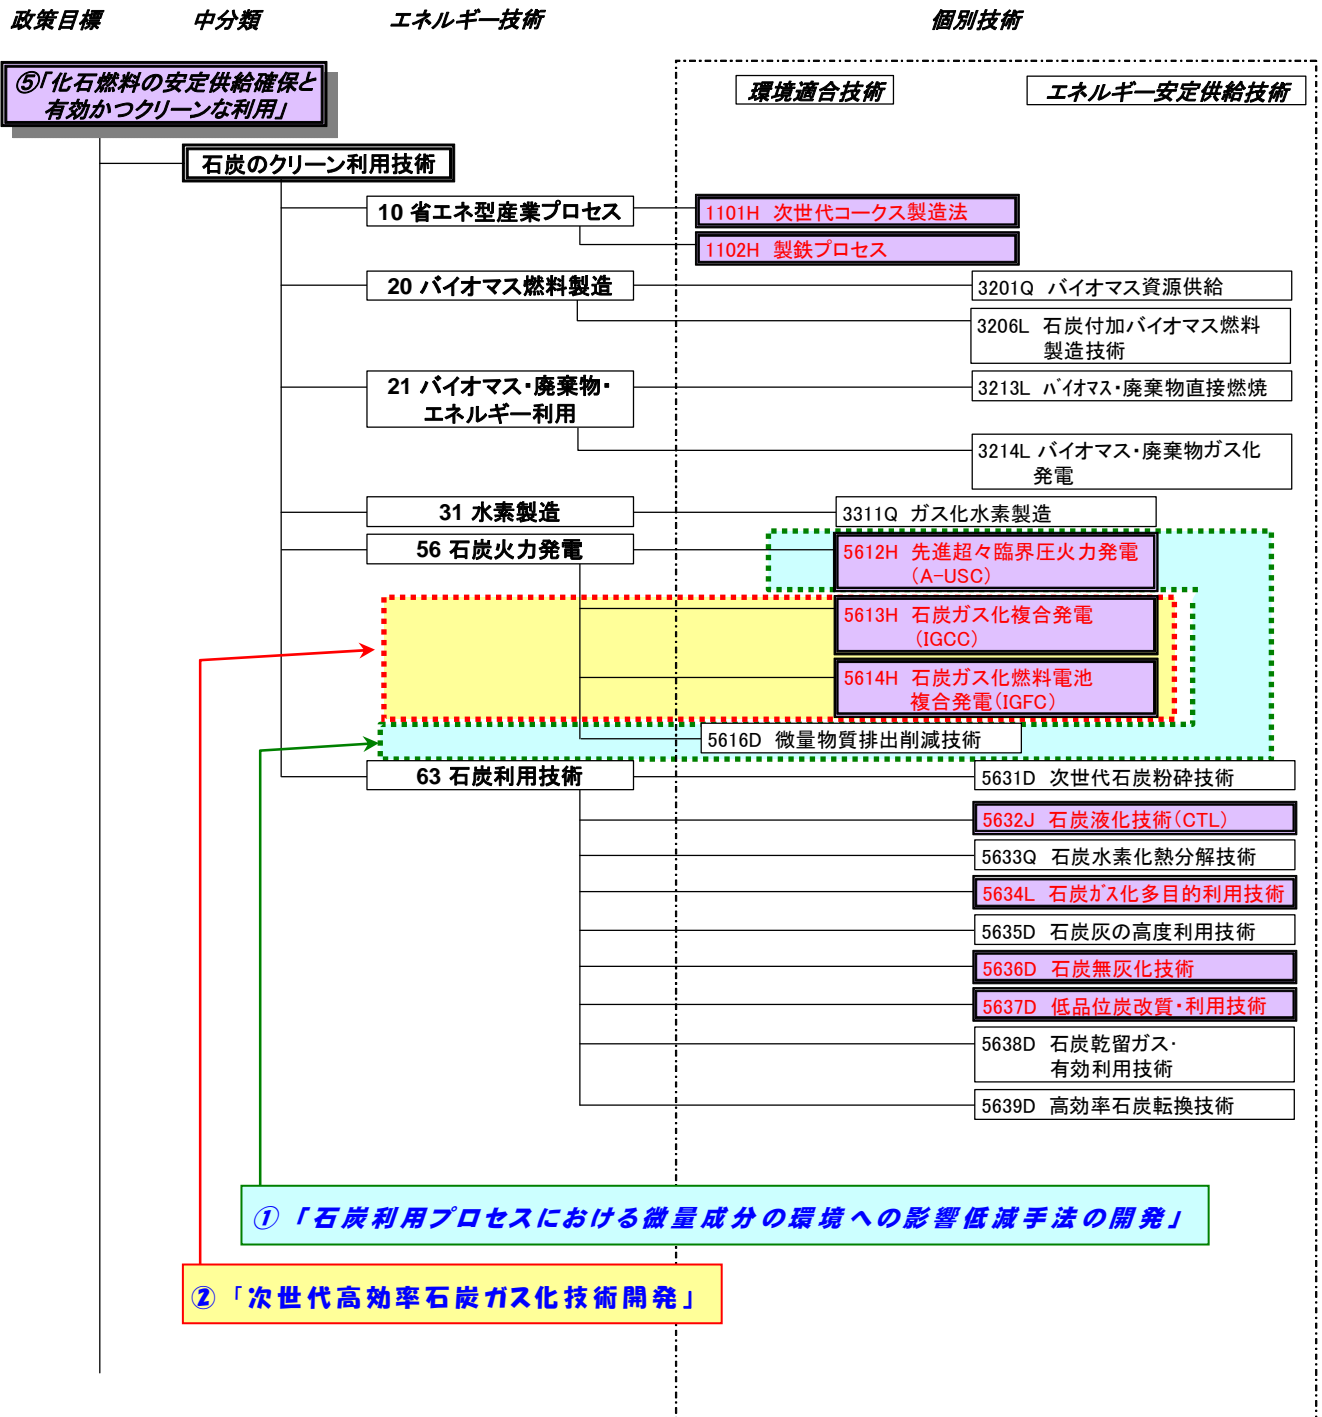 政策目標
中分類
エネルギー技術
個別技術
⑤「化石燃料の安定供給確保と
有効かつクリーンな利用」
環境適合技術
エネルギー安定供給技術
石炭のクリーン利用技術
10 省エネ型産業プロセス
1101H 次世代コークス製造法
1102H 製鉄プロセス
20 バイオマス燃料製造
3201Q バイオマス資源供給
3206L 石炭付加バイオマス燃料
製造技術
21 バイオマス・廃棄物・
エネルギー利用
3213L バイオマス・廃棄物直接燃焼
3214L バイオマス・廃棄物ガス化
発電
31 水素製造
3311Q ガス化水素製造
56 石炭火力発電
5612H 先進超々臨界圧火力発電
(A-USC)
5613H 石炭ガス化複合発電
(IGCC)
5614H 石炭ガス化燃料電池
複合発電(IGFC)
5616D 微量物質排出削減技術
63 石炭利用技術
5631D 次世代石炭粉砕技術
5632J 石炭液化技術(CTL)
5633Q 石炭水素化熱分解技術
5634L 石炭ガス化多目的利用技術
5635D 石炭灰の高度利用技術
5636D 石炭無灰化技術
5637D 低品位炭改質・利用技術
5638D 石炭乾留ガス・
有効利用技術
5639D 高効率石炭転換技術
①「石炭利用プロセスにおける微量成分の環境への影響低減手法の開発」
②「次世代高効率石炭ガス化技術開発」